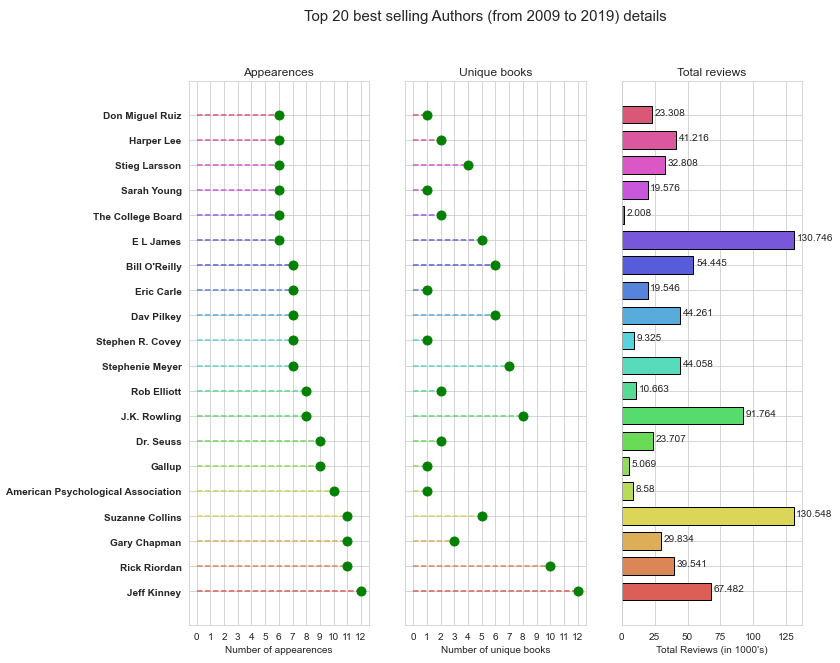 Top 20 best selling Authors (from 2009 to 2019) details
Appearences
Unique books
Total reviews
Don Miguel Ruiz
23.308
Harper Lee
41.216
Stieg Larsson
32.808
Sarah Young
19.576
The College Board
2.008
E L James
130.746
Bill O'Reilly
54.445
Eric Carle
19.546
Dav Pilkey
44.261
Stephen R. Covey
9.325
Stephenie Meyer
44.058
Rob Elliott
10.663
J.K. Rowling
91.764
Dr. Seuss
23.707
Gallup
5.069
American Psychological Association
8.58
Suzanne Collins
130.548
Gary Chapman
29.834
Rick Riordan
39.541
Jeff Kinney
67.482
0 1 2 3 4 5 6 7 8 9 10 11 12
0 1 2 3 4 5 6 7 8 9 10 11 12
0 25 50 75 100 125
Number of appearences
Number of unique books
Total Reviews (in 1000's)